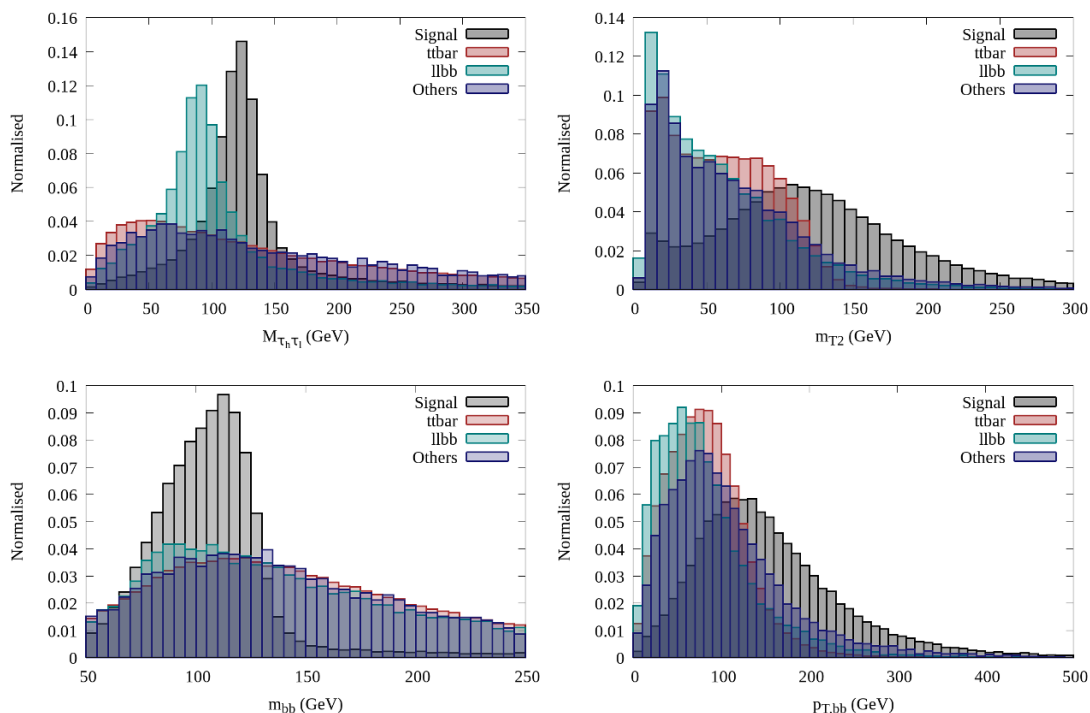 0.16
0.14
0.12
0.1
0.08
0.06
0.04
0.02
0
Normalised
Signal
ttbar
llbb
Others
0 50 100 150 200 250 300 350
Mτhτl (GeV)
0.14
0.12
0.1
0.08
0.06
0.04
0.02
0
Normalised
Signal
ttbar
llbb
Others
0 50 100 150 200 250 300
mT2 (GeV)
0.1
0.09
0.08
0.07
0.06
0.05
0.04
0.03
0.02
0.01
0
Normalised
Signal
ttbar
llbb
Others
50 100 150 200 250
mbb (GeV)
0.1
0.09
0.08
0.07
0.06
0.05
0.04
0.03
0.02
0.01
0
Normalised
Signal
ttbar
llbb
Others
0 100 200 300 400 500
pT,bb (GeV)